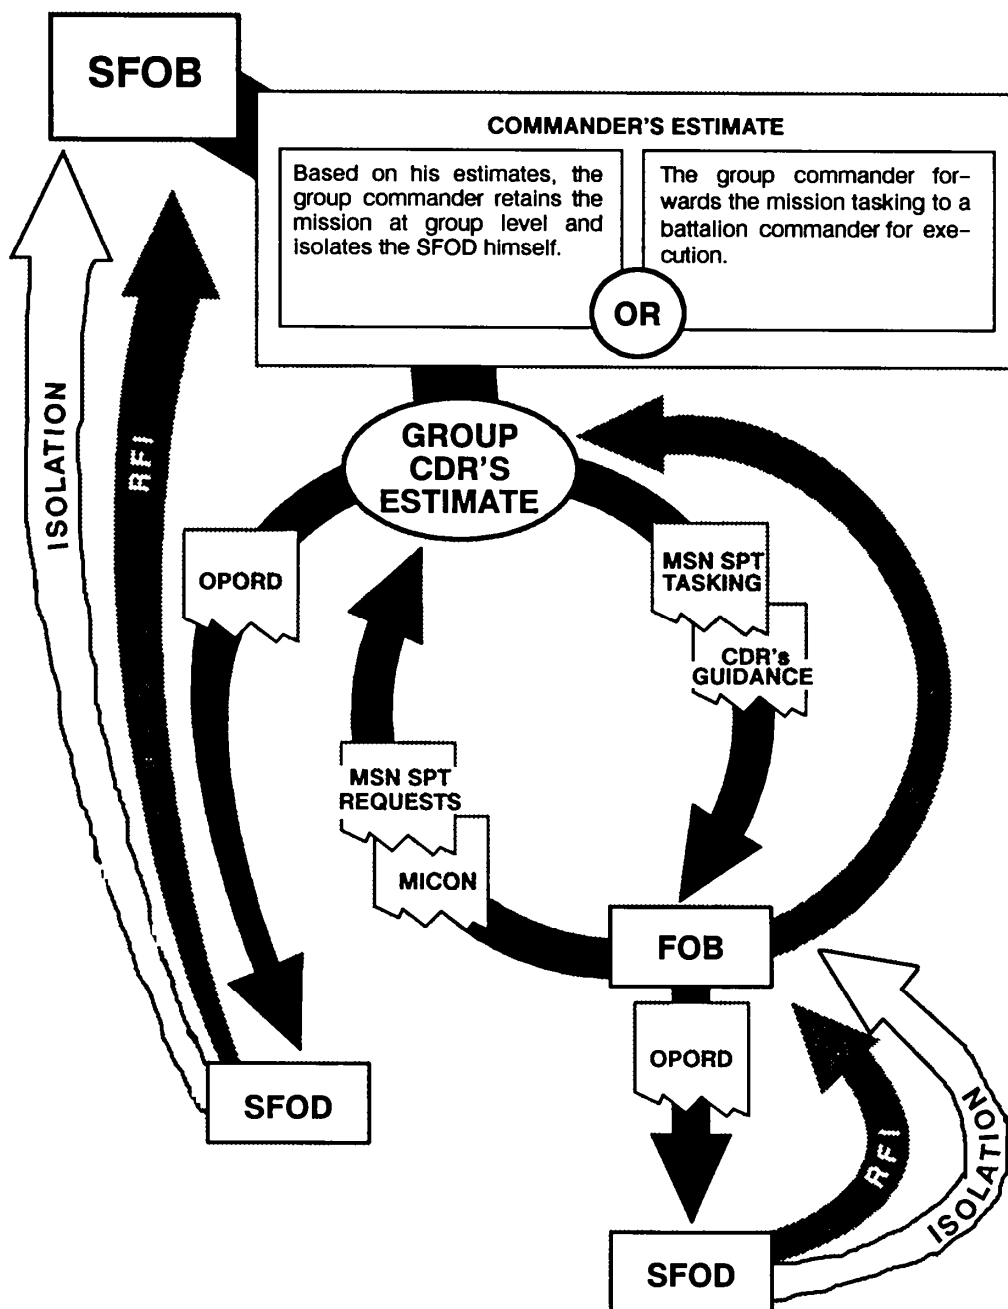 SFOB
COMMANDER'S ESTIMATE
Based on his estimates, the
group commander retains the
mission at group level and
isolates the SFOD himself.
The group commander for-
wards the mission tasking to a
battalion commander for exe-
cution.
OR
ISOLATION
RFI
GROUP
CDR'S
ESTIMATE
OPORD
MSN SPT
TASKING
CDR's
GUIDANCE
MSN SPT
REQUESTS
MICON
FOB
OPORD
SFOD
RFI
ISOLATION
SFOD